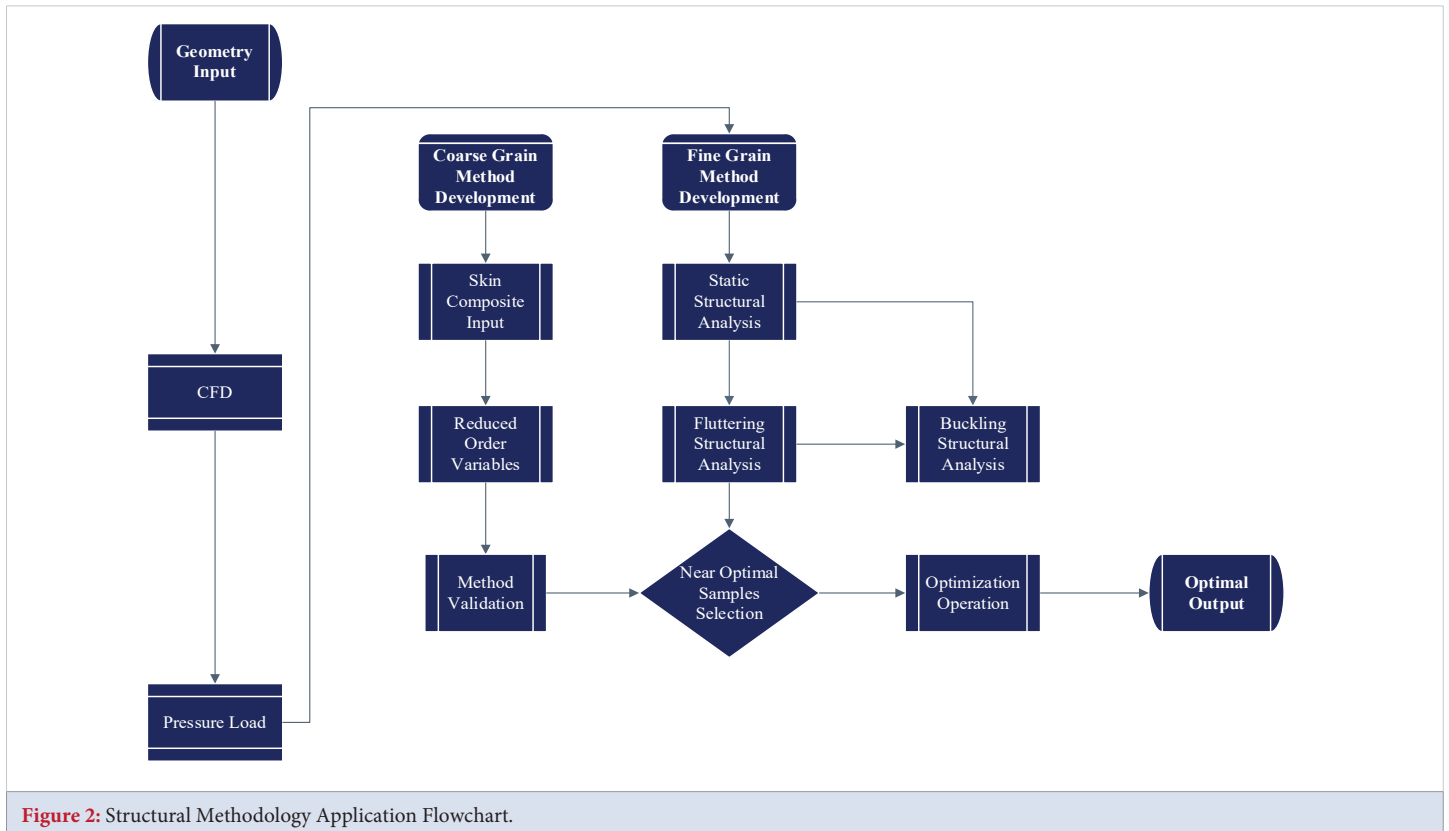 Geometry
Input
CFD
Pressure Load
Coarse Grain
Method
Development
Skin
Composite
Input
Reduced
Order
Variables
Method
Validation
Fine Grain
Method
Development
Static
Structural
Analysis
Fluttering
Structural
Analysis
Buckling
Structural
Analysis
Near Optimal
Samples
Selection
Optimization
Operation
Optimal
Output
Figure 2: Structural Methodology Application Flowchart.